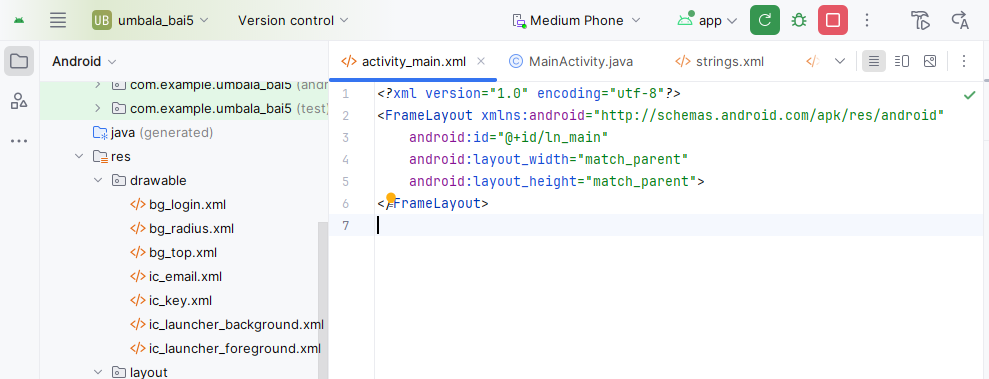 UB umbala_bai5 Version control Medium Phone app
Android
activity_main.xml MainActivity.java strings.xml
com.example.umbala_bai5 (andr
com.example.umbala_bai5 (test)
java (generated)
res
drawable
bg_login.xml
bg_radius.xml
bg_top.xml
ic_email.xml
ic_key.xml
ic_launcher_background.xml
ic_launcher_foreground.xml
layout
1 <?xml version="1.0" encoding="utf-8"?>
2 <FrameLayout xmlns:android="http://schemas.android.com/apk/res/android"
3 android:id="@+id/ln_main"
4 android:layout_width="match_parent"
5 android:layout_height="match_parent">
6 </FrameLayout>
7